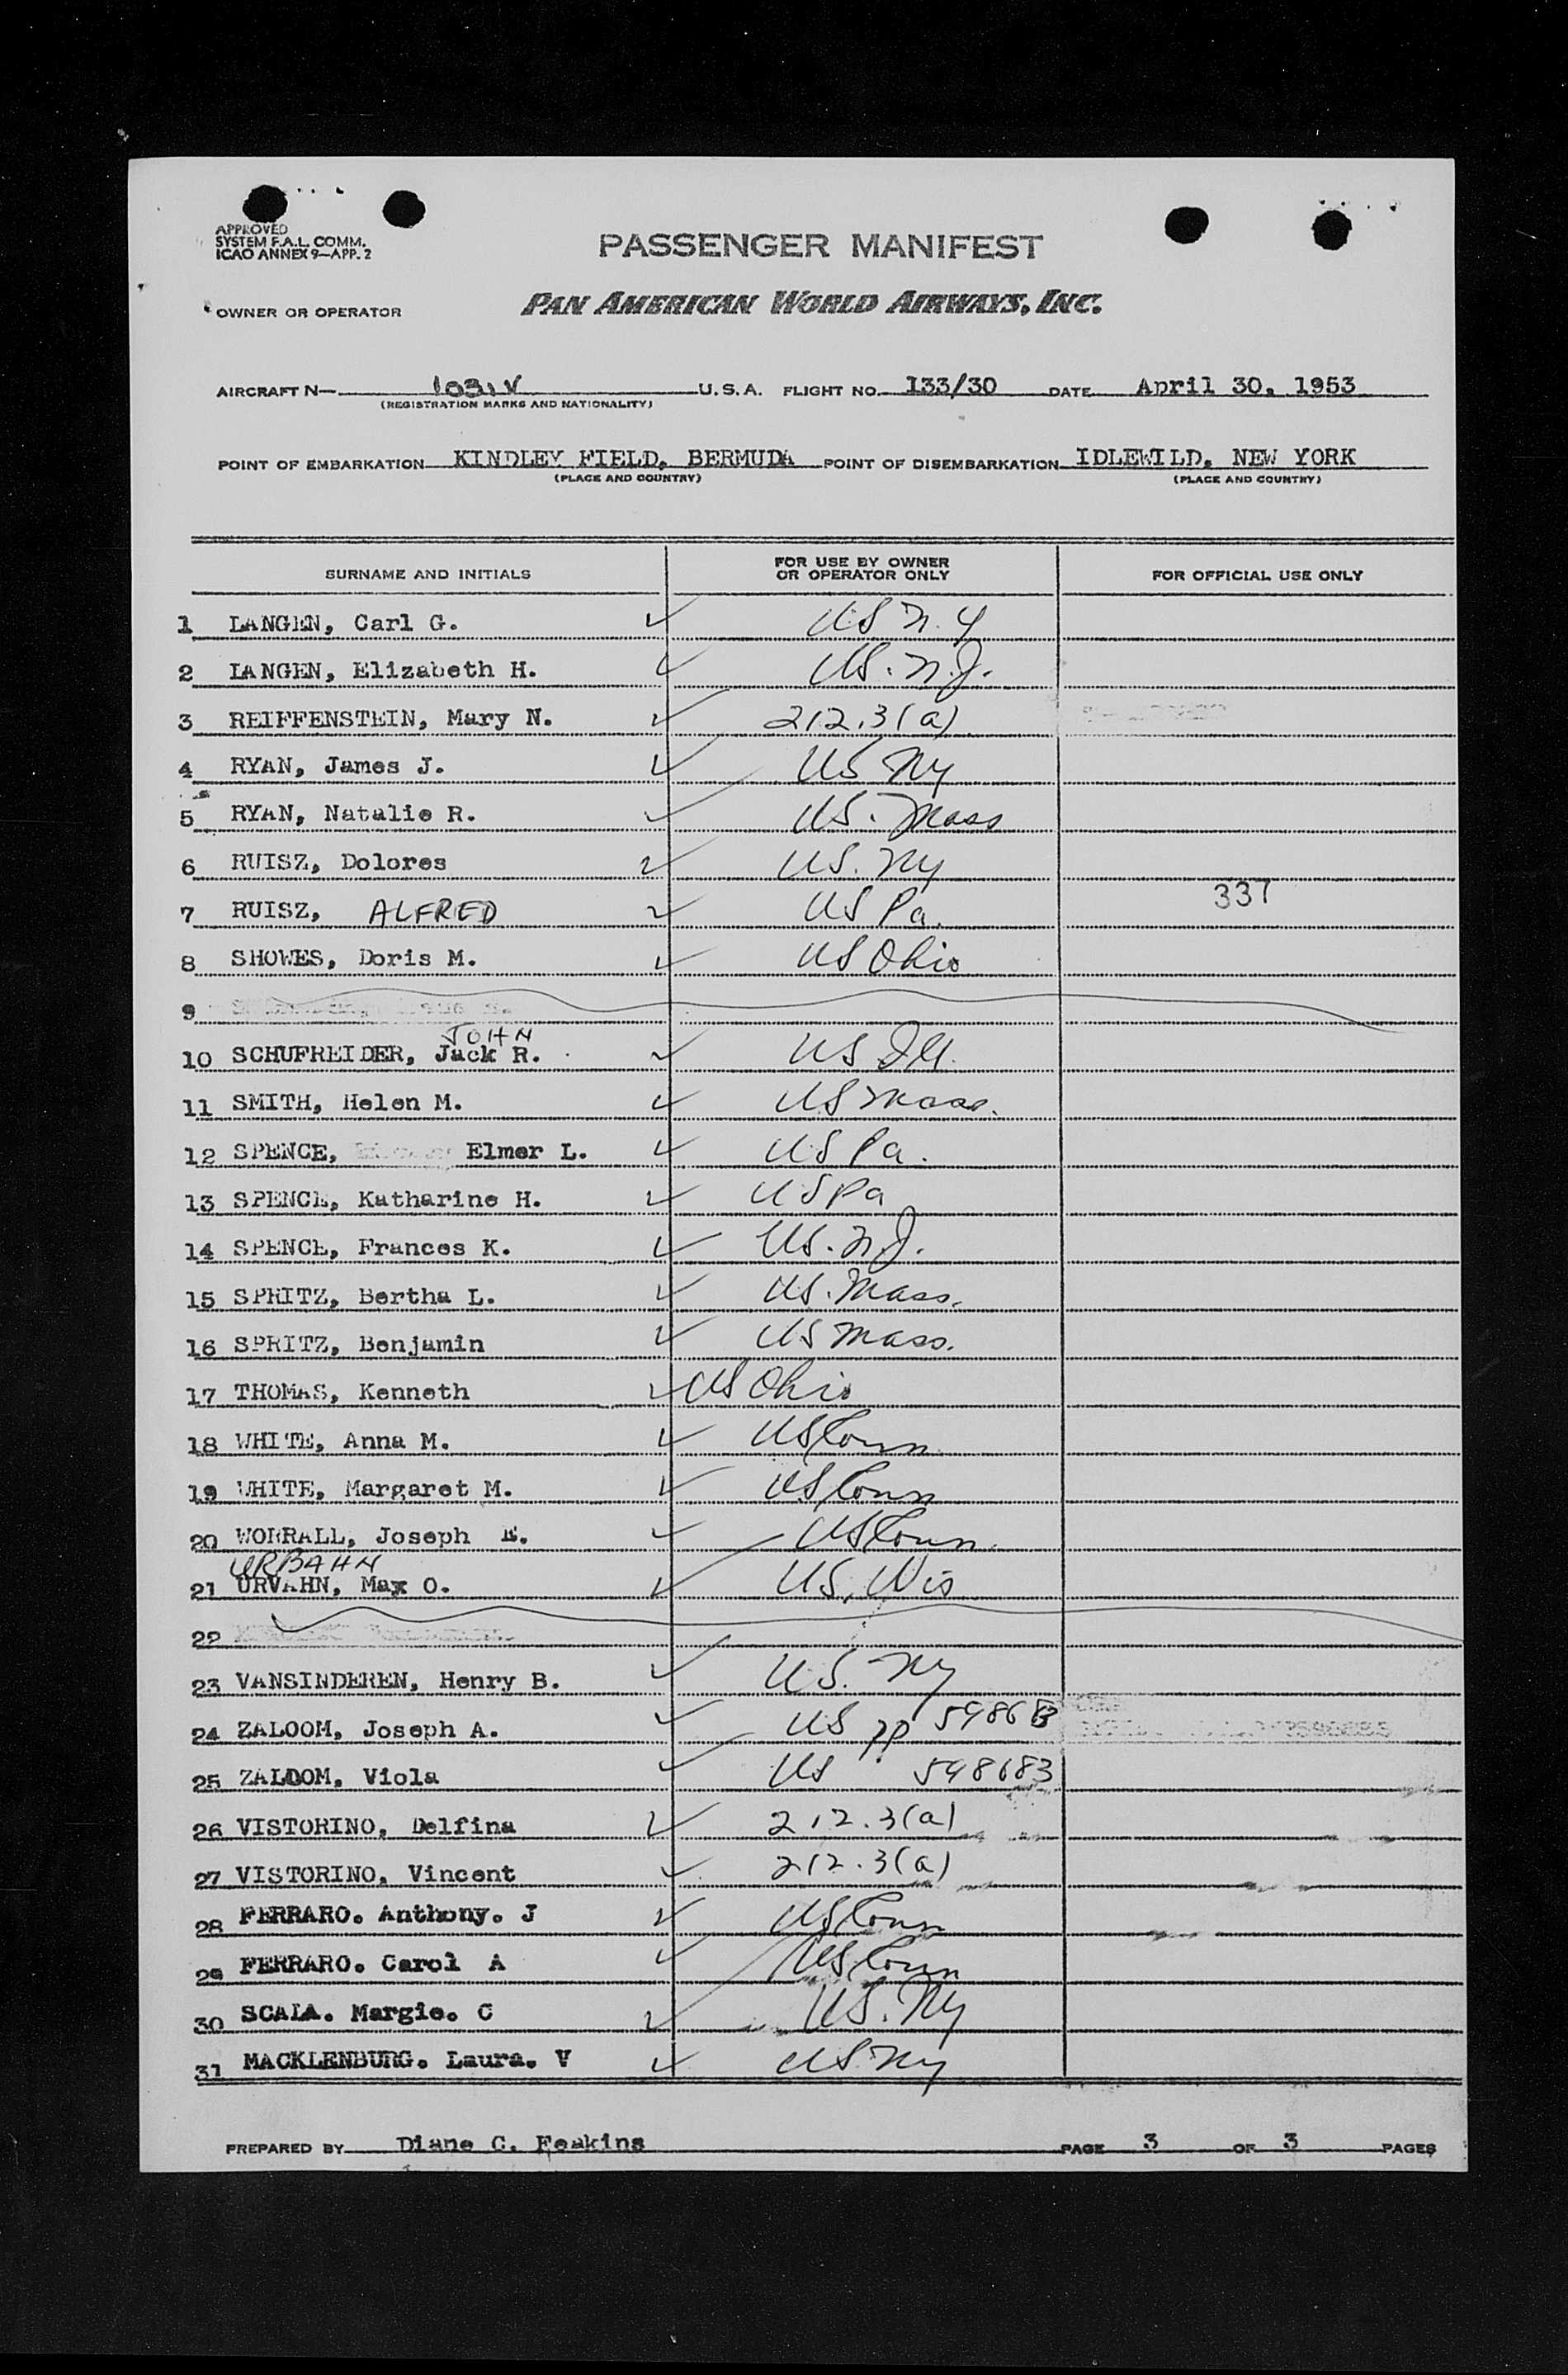 APPROVED
SYSTEM F.A.L. COMM.
ICAO ANNEX 9—APP. 2
PASSENGER MANIFEST
OWNER OR OPERATOR PAN AMERICAN WORLD AIRWAYS, INC.
AIRCRAFT N— 1031V U.S.A. FLIGHT NO. 133/30 DATE April 30, 1953
(REGISTRATION MARKS AND NATIONALITY)
POINT OF EMBARKATION KINDLEY FIELD, BERMUDA POINT OF DISEMBARKATION IDLEWILD, NEW YORK
(PLACE AND COUNTRY) (PLACE AND COUNTRY)
SURNAME AND INITIALS FOR USE BY OWNER OR OPERATOR ONLY FOR OFFICIAL USE ONLY
1 LANGEN, Carl G. ✓ US N.Y
2 LANGEN, Elizabeth H. ✓ US. N.J.
3 REIFFENSTEIN, Mary N. ✓ 212.3(a)
4 RYAN, James J. ✓ US NY
5 RYAN, Natalie R. ✓ US. Mass
6 RUISZ, Dolores ✓ US. NY
7 RUISZ, ALFRED ✓ US Pa. 337
8 SHOWES, Doris M. ✓ US Ohio
9
JOHN
10 SCHUFREIDER, Jack R. ✓ US Ill.
11 SMITH, Helen M. ✓ US Mass.
12 SPENCE, Elmer L. ✓ US Pa.
13 SPENCE, Katharine H. ✓ US Pa
14 SPENCE, Frances K. ✓ US. N.J.
15 SPRITZ, Bertha L. ✓ US. Mass.
16 SPRITZ, Benjamin ✓ US Mass.
17 THOMAS, Kenneth ✓ US Ohio
18 WHITE, Anna M. ✓ US Conn
19 WHITE, Margaret M. ✓ US Conn
20 WORRALL, Joseph E. ✓ US Conn.
URBAHN
21 URVAHN, Max O. ✓ US. Wis
22
23 VANSINDEREN, Henry B. ✓ US. NY
24 ZALOOM, Joseph A. ✓ US pp
25 ZALOOM, Viola ✓ US 598683
26 VISTORINO, Delfina ✓ 212.3(a)
27 VISTORINO, Vincent ✓ 212.3(a)
28 FERRARO. Anthony. J ✓ US Conn
29 FERRARO. Carol A ✓ US Conn
30 SCALA. Margie. C ✓ US. NY
31 MACKLENBURG. Laura. V ✓ US NY
PREPARED BY Diane C. Feakins PAGE 3 OF 3 PAGES